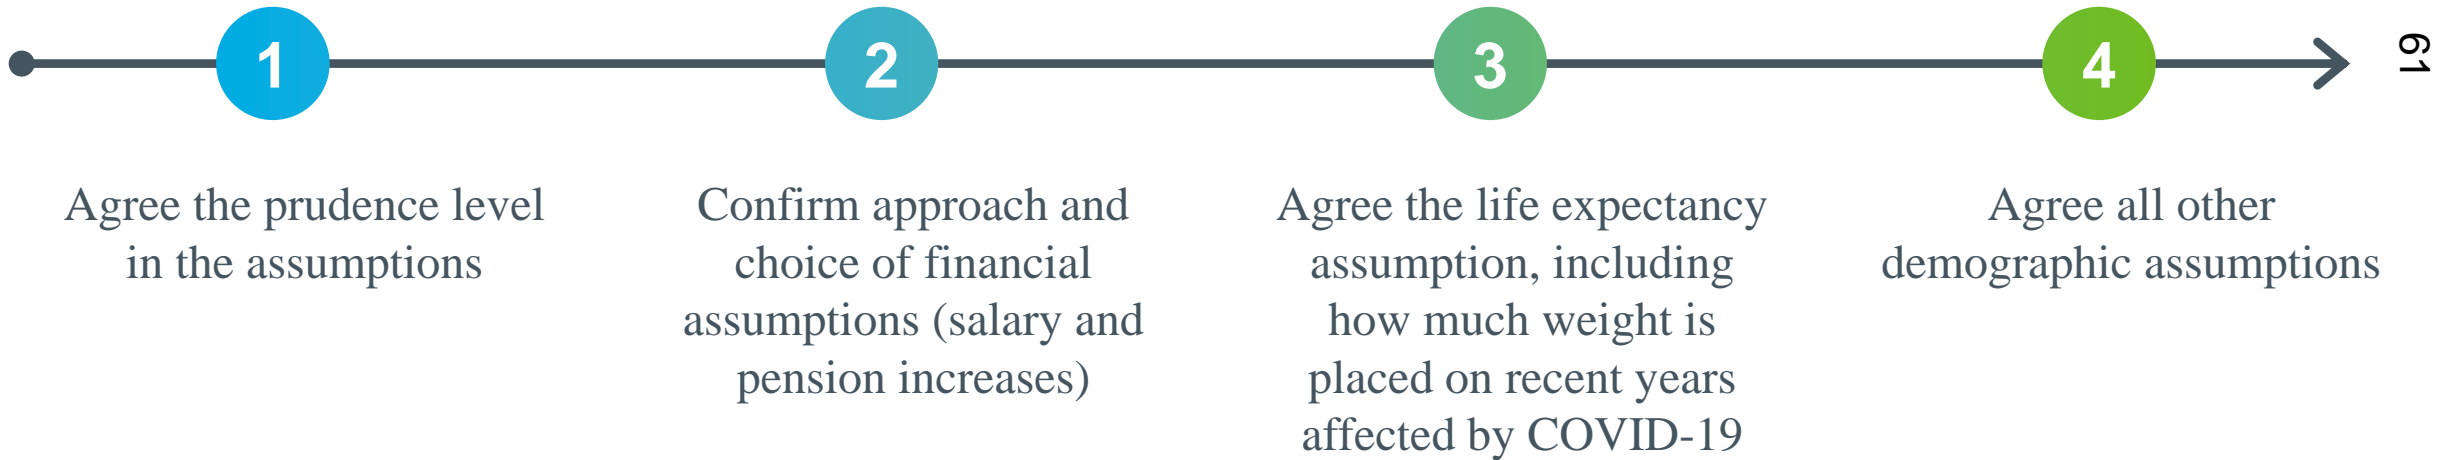 1
Agree the prudence level
in the assumptions
2
Confirm approach and
choice of financial
assumptions (salary and
pension increases)
3
Agree the life expectancy
assumption, including
how much weight is
placed on recent years
affected by COVID-19
4
Agree all other
demographic assumptions
61